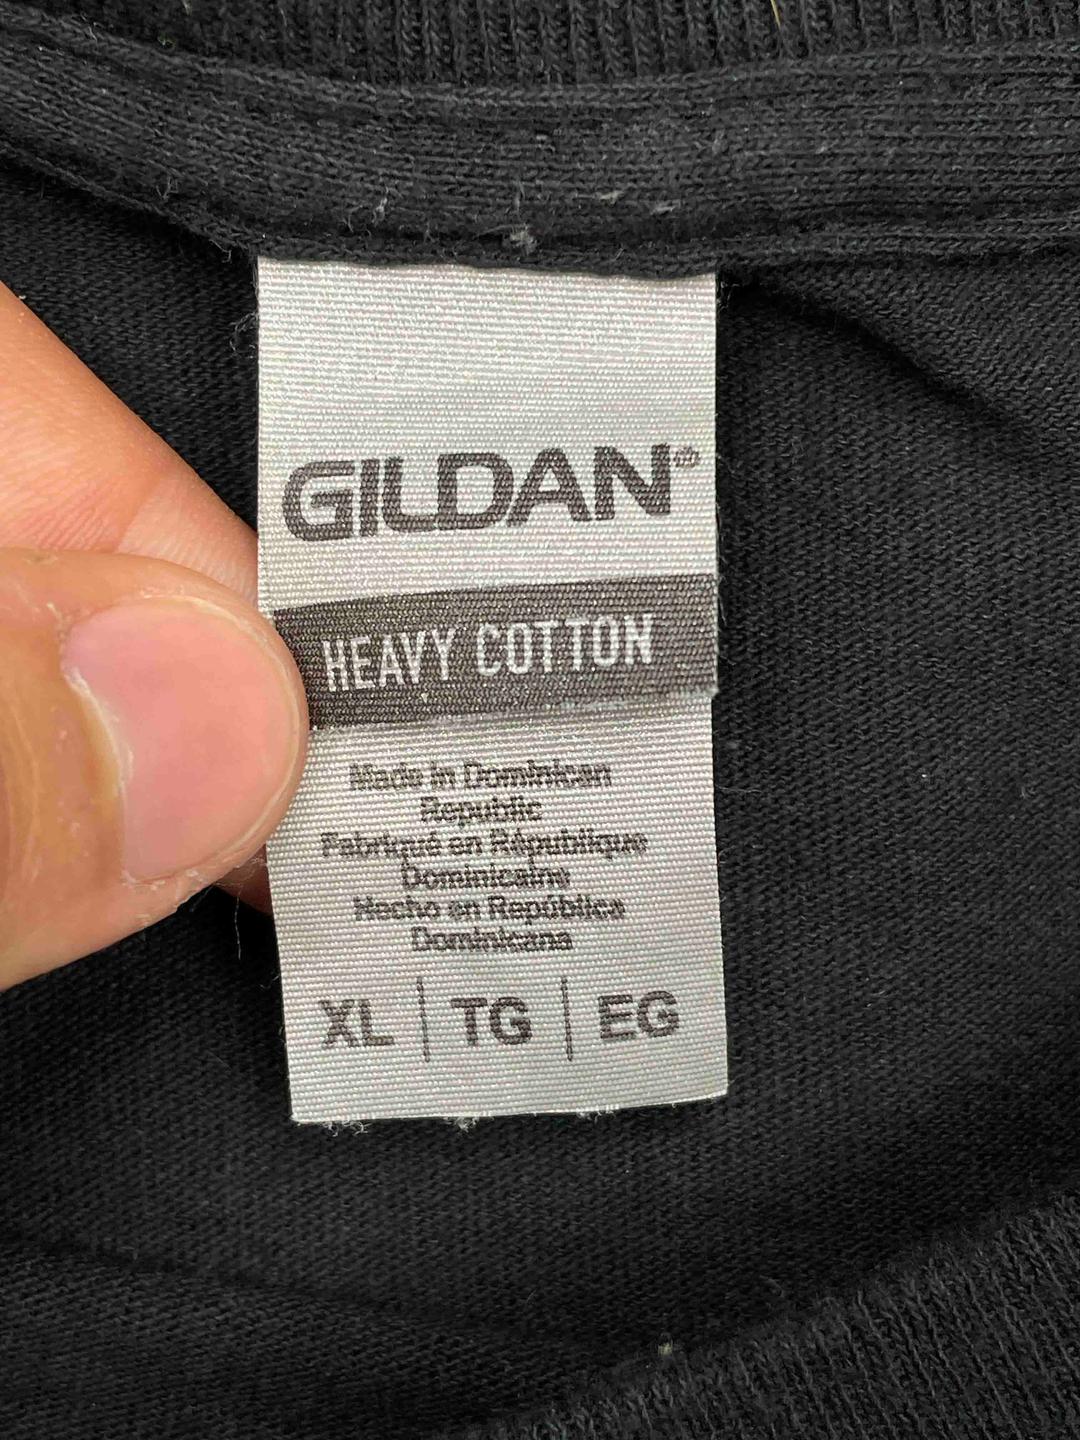 GILDAN®
HEAVY COTTON
Made in Dominican
Republic
Fabriqué en République
Dominicaine
Hecho en República
Dominicana
XL | TG | EG